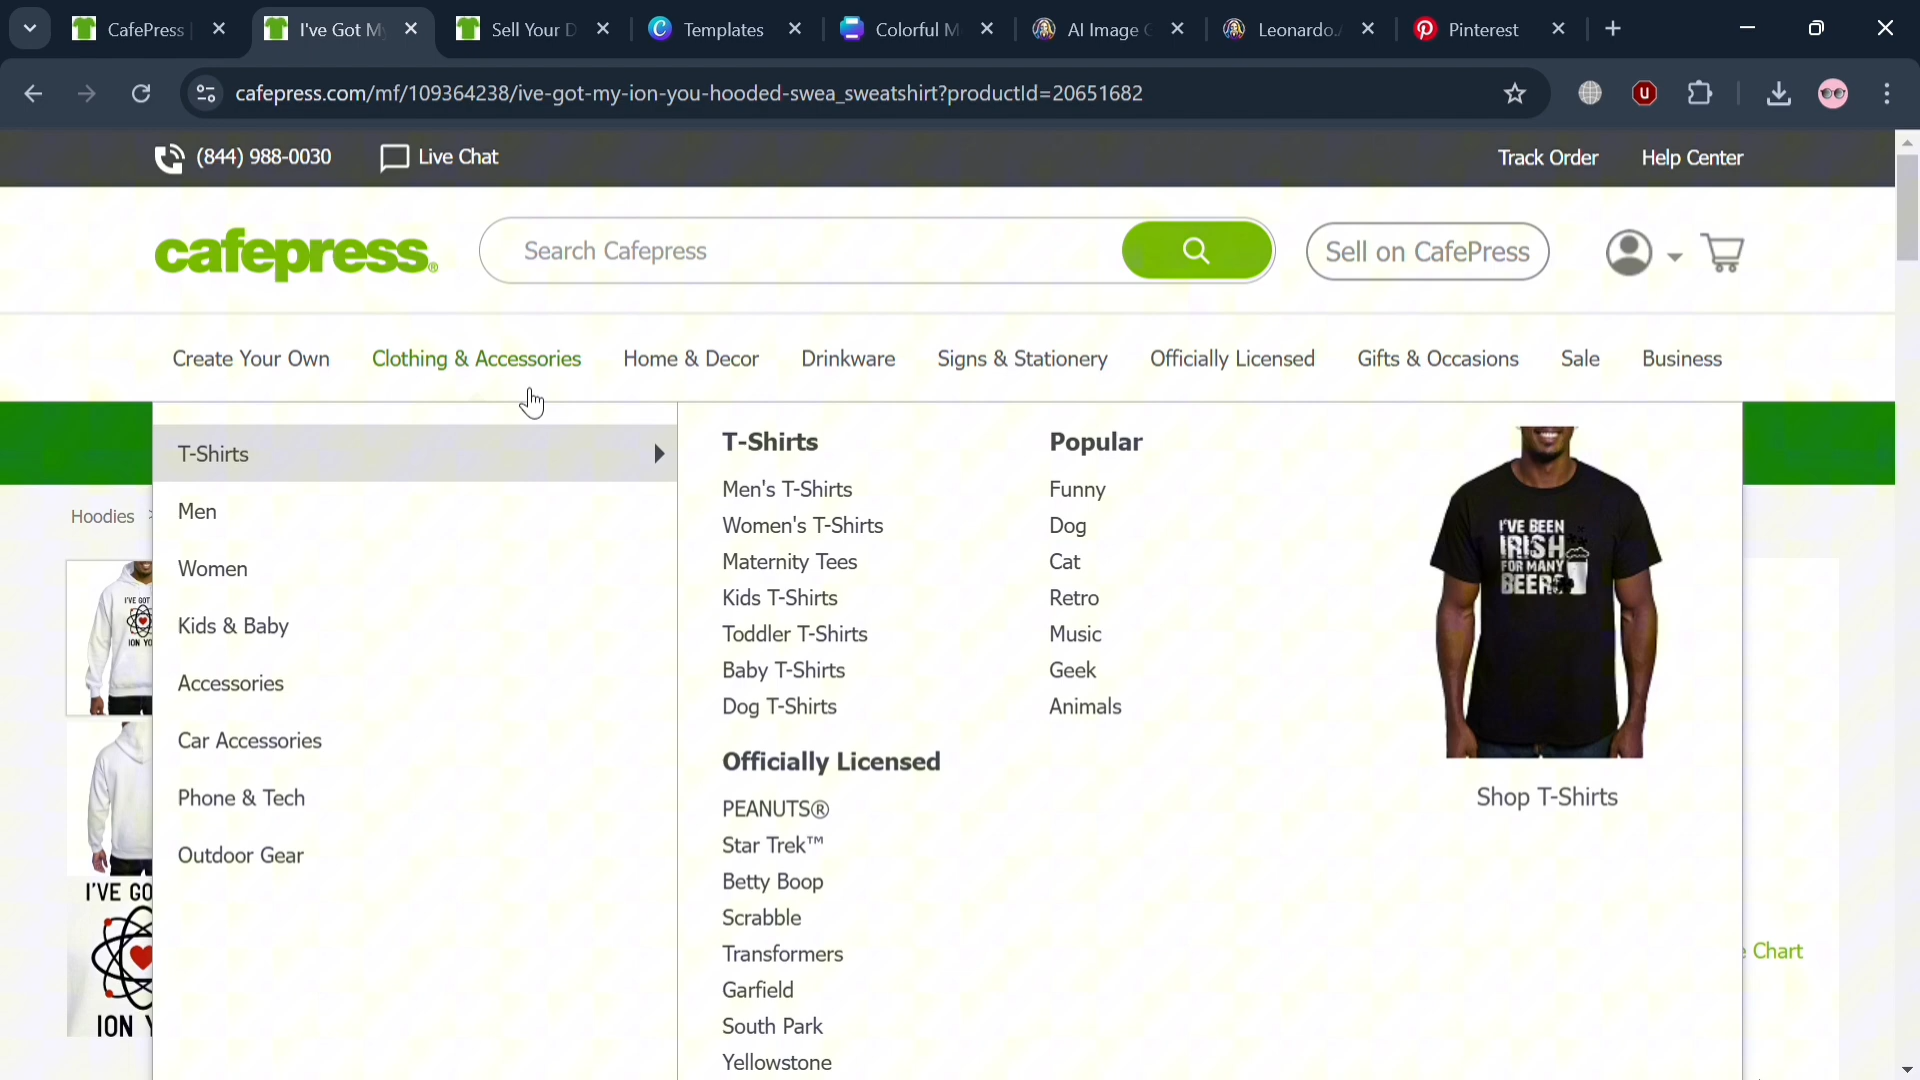 CafePress
I've Got My
Sell Your D
Templates
Colorful M
AI Image G
Leonardo.
Pinterest
cafepress.com/mf/109364238/ive-got-my-ion-you-hooded-swea_sweatshirt?productId=20651682
(844) 988-0030
Live Chat
Track Order
Help Center
cafepress®
Search Cafepress
Sell on CafePress
Create Your Own
Clothing & Accessories
Home & Decor
Drinkware
Signs & Stationery
Officially Licensed
Gifts & Occasions
Sale
Business
Hoodies >
T-Shirts
Men
Women
Kids & Baby
Accessories
Car Accessories
Phone & Tech
Outdoor Gear
T-Shirts
Men's T-Shirts
Women's T-Shirts
Maternity Tees
Kids T-Shirts
Toddler T-Shirts
Baby T-Shirts
Dog T-Shirts
Officially Licensed
PEANUTS®
Star Trek™
Betty Boop
Scrabble
Transformers
Garfield
South Park
Yellowstone
Popular
Funny
Dog
Cat
Retro
Music
Geek
Animals
I'VE BEEN
IRISH
FOR MANY
BEERS
Shop T-Shirts
I'VE GOT
ION YO
I'VE GO
ION Y
e Chart